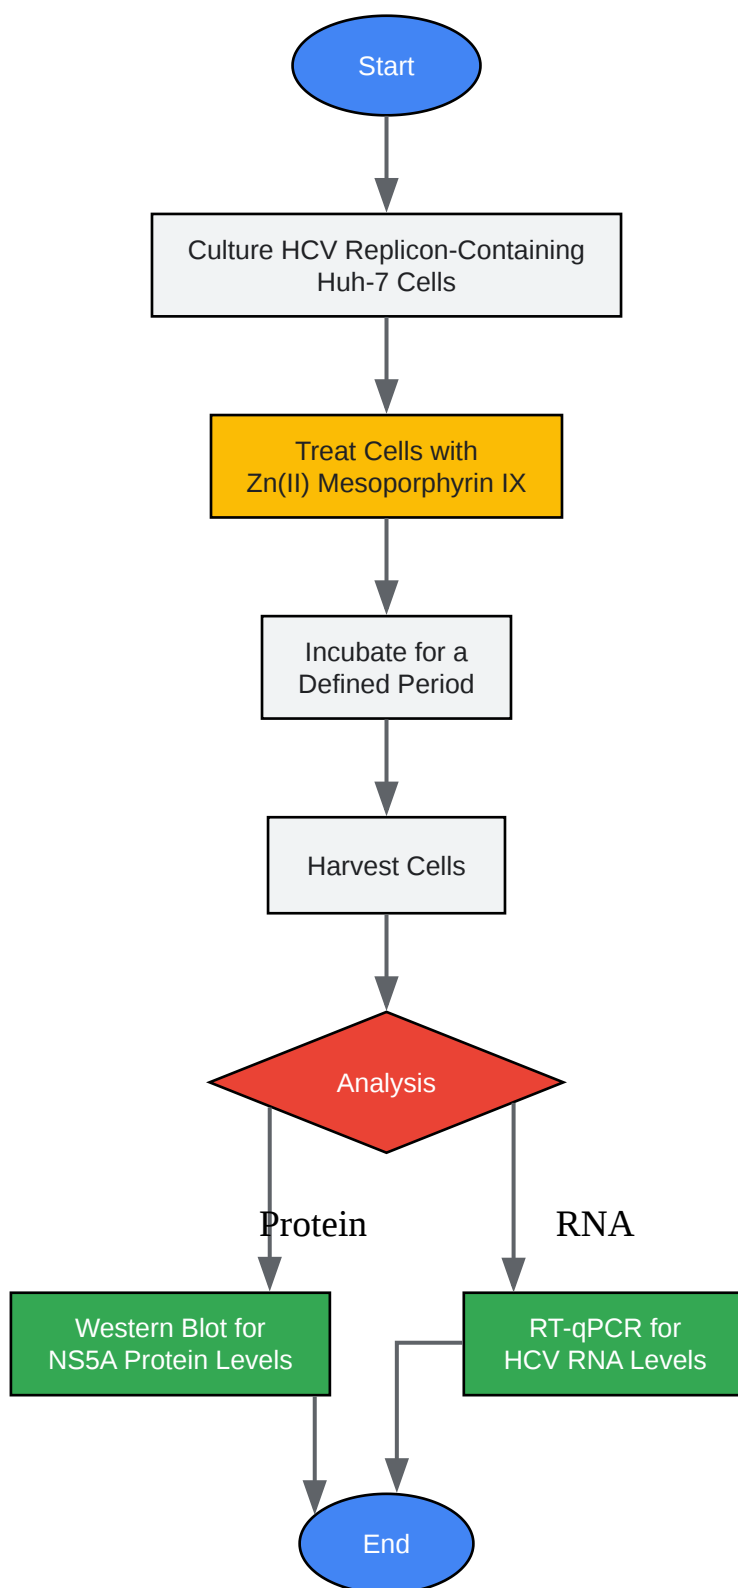 Start
Culture HCV Replicon-Containing
Huh-7 Cells
Treat Cells with
Zn(II) Mesoporphyrin IX
Incubate for a
Defined Period
Harvest Cells
Analysis
Protein
RNA
Western Blot for
NS5A Protein Levels
RT-qPCR for
HCV RNA Levels
End